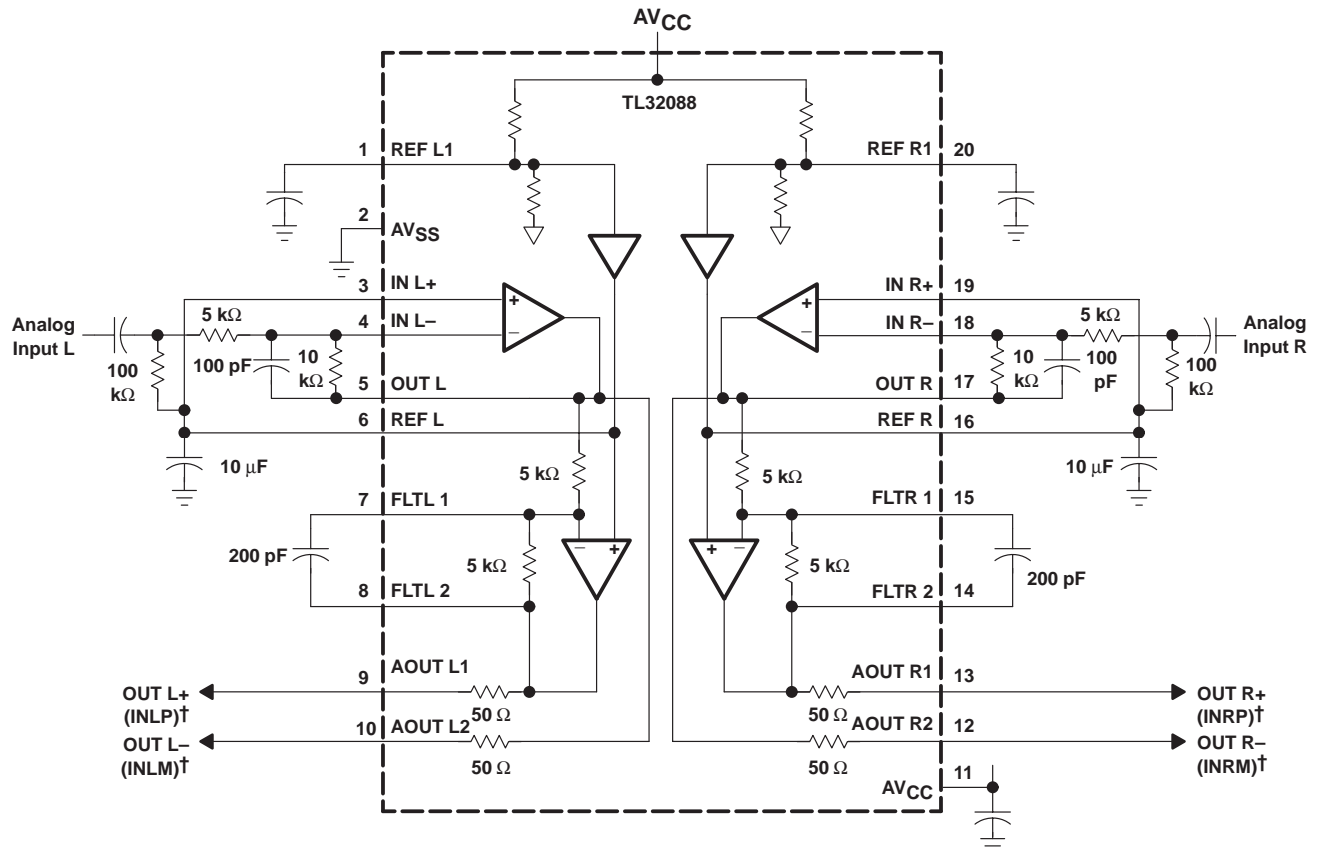 AVCC
TL32088
1 REF L1
REF R1 20
2 AVSS
3 IN L+
IN R+ 19
4 IN L–
IN R– 18
Analog
Input L
5 kΩ
100 pF
10
kΩ
100
kΩ
+
–
+
–
5 kΩ
10
kΩ
100
pF
100
kΩ
Analog
Input R
5 OUT L
OUT R 17
6 REF L
REF R 16
10 μF
5 kΩ
5 kΩ
10 μF
7 FLTL 1
FLTR 1 15
200 pF
5 kΩ
– +
+ –
5 kΩ
200 pF
8 FLTL 2
FLTR 2 14
9 AOUT L1
AOUT R1 13
OUT L+
(INLP)†
50 Ω
50 Ω
OUT R+
(INRP)†
10 AOUT L2
AOUT R2 12
OUT L–
(INLM)†
50 Ω
50 Ω
OUT R–
(INRM)†
AVCC 11